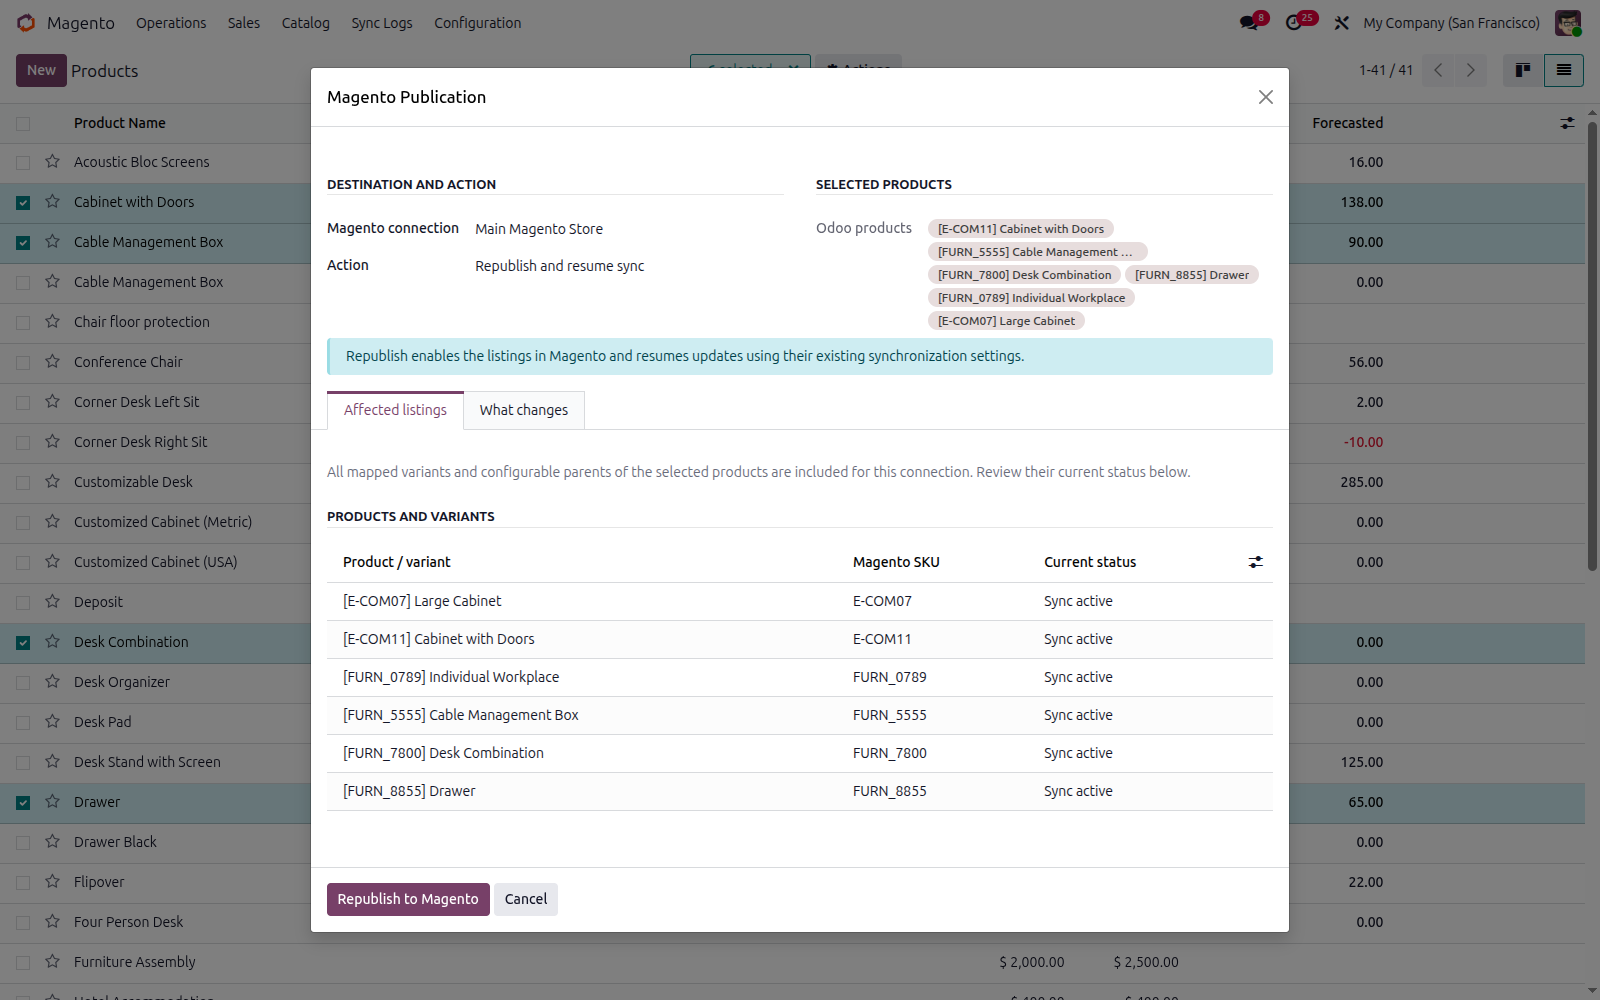 Magento Operations Sales Catalog Sync Logs Configuration 8 25 My Company (San Francisco)
New Products 1-41 / 41
Product Name Forecasted
Acoustic Bloc Screens 16.00
Cabinet with Doors 138.00
Cable Management Box 90.00
Cable Management Box 0.00
Chair floor protection
Conference Chair 56.00
Corner Desk Left Sit 2.00
Corner Desk Right Sit -10.00
Customizable Desk 285.00
Customized Cabinet (Metric) 0.00
Customized Cabinet (USA) 0.00
Deposit
Desk Combination 0.00
Desk Organizer 0.00
Desk Pad 0.00
Desk Stand with Screen 125.00
Drawer 65.00
Drawer Black 0.00
Flipover 22.00
Four Person Desk 0.00
Furniture Assembly $ 2,000.00 $ 2,500.00
Magento Publication
DESTINATION AND ACTION
Magento connection Main Magento Store
Action Republish and resume sync
SELECTED PRODUCTS
Odoo products [E-COM11] Cabinet with Doors
[FURN_5555] Cable Management ...
[FURN_7800] Desk Combination [FURN_8855] Drawer
[FURN_0789] Individual Workplace
[E-COM07] Large Cabinet
Republish enables the listings in Magento and resumes updates using their existing synchronization settings.
Affected listings What changes
All mapped variants and configurable parents of the selected products are included for this connection. Review their current status below.
PRODUCTS AND VARIANTS
Product / variant Magento SKU Current status
[E-COM07] Large Cabinet E-COM07 Sync active
[E-COM11] Cabinet with Doors E-COM11 Sync active
[FURN_0789] Individual Workplace FURN_0789 Sync active
[FURN_5555] Cable Management Box FURN_5555 Sync active
[FURN_7800] Desk Combination FURN_7800 Sync active
[FURN_8855] Drawer FURN_8855 Sync active
Republish to Magento Cancel